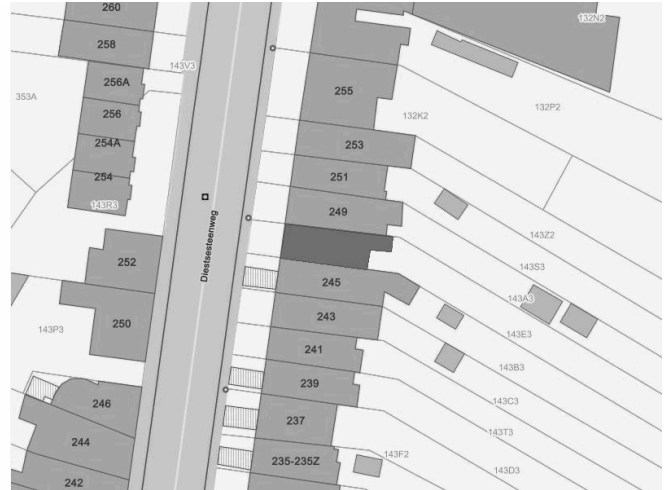 260
132N2
258
143V3
256A
255
353A
256
132P2
132K2
254A
253
254
251
143R3
249
Diestsesteenweg
143Z2
252
143S3
245
143A3
250
243
143P3
143E3
241
143B3
239
246
143C3
237
244
143T3
143F2
235-235Z
143D3
242